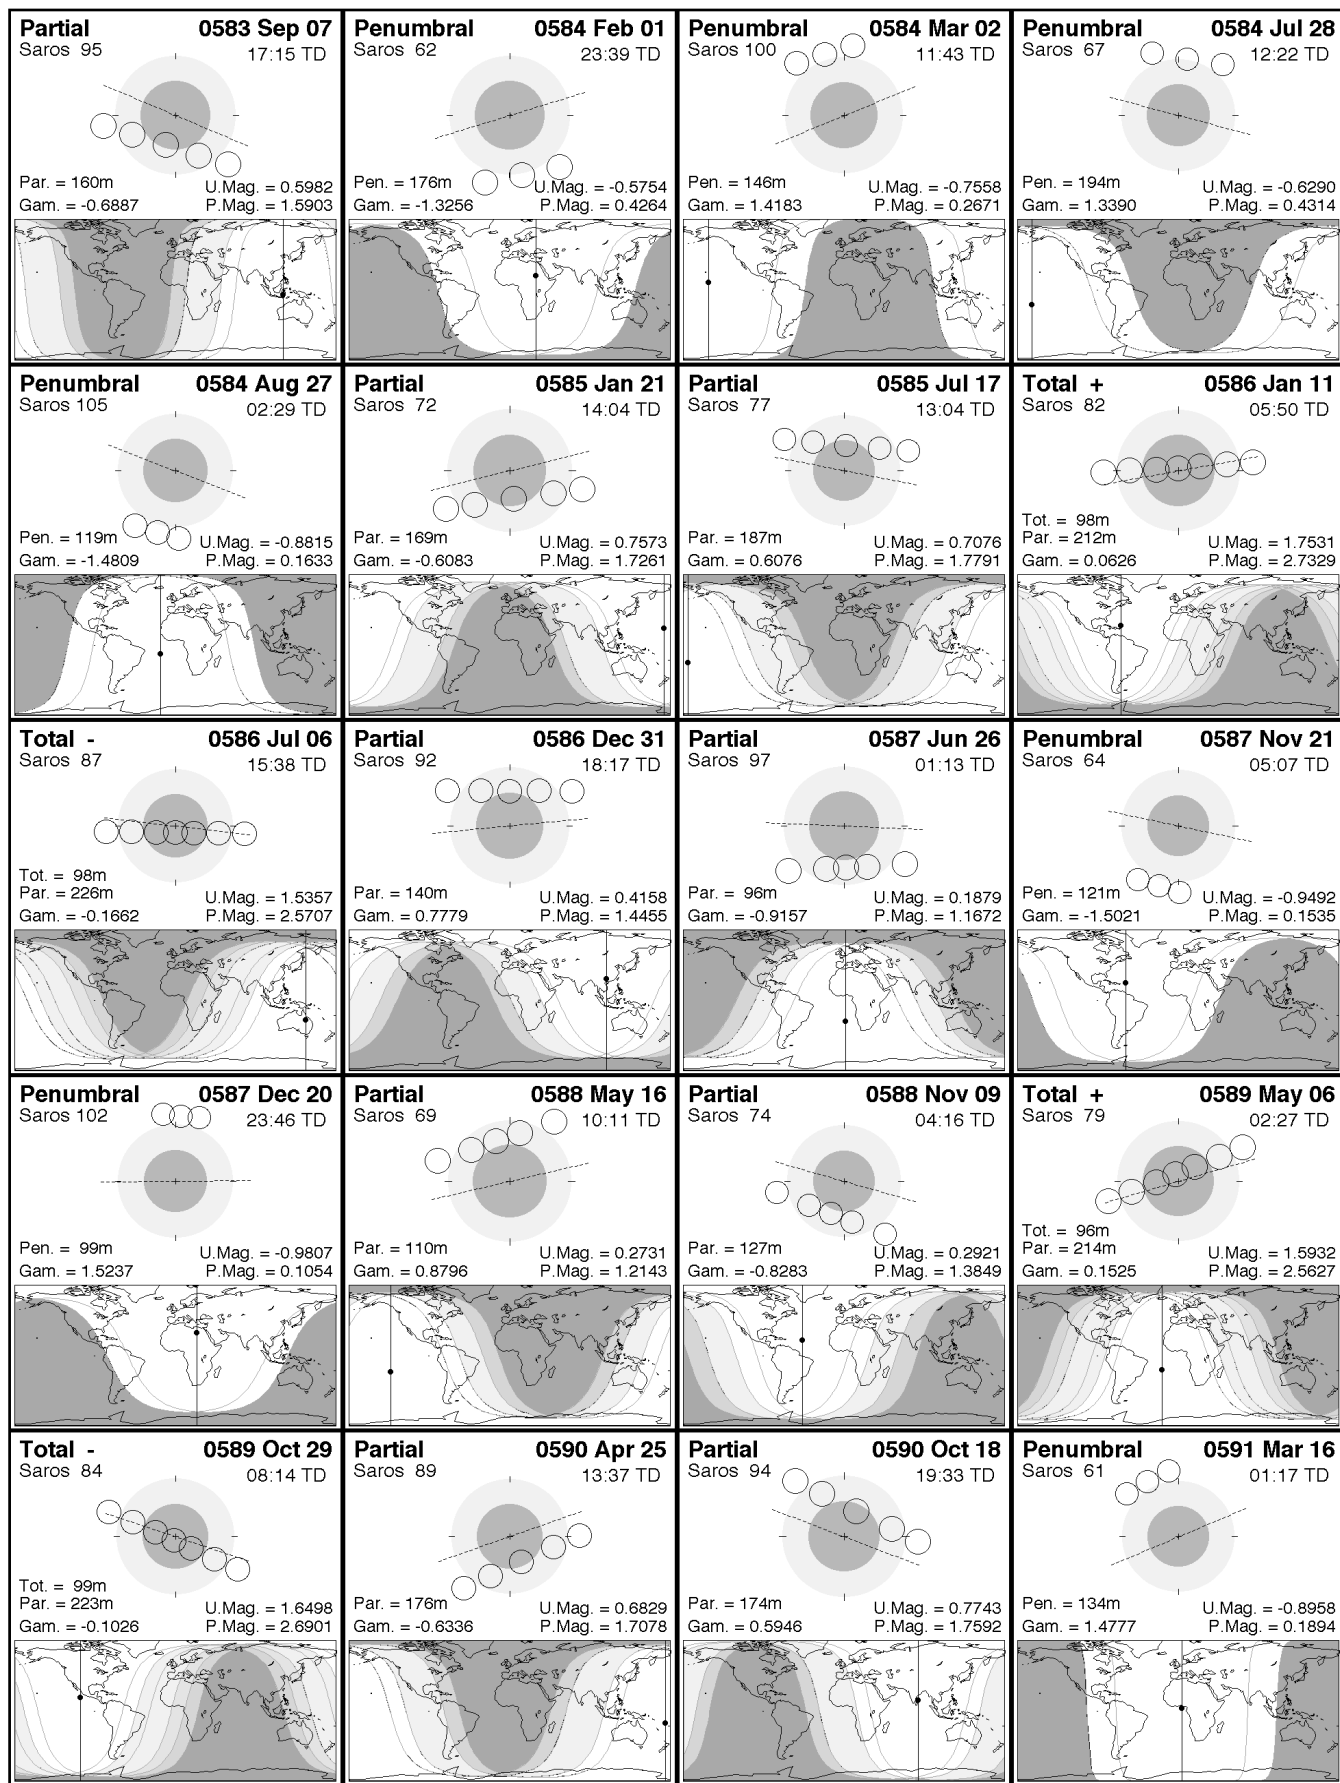 Partial 0583 Sep 07
Saros 95 17:15 TD
Par. = 160m U.Mag. = 0.5982
Gam. = -0.6887 P.Mag. = 1.5903
Penumbral 0584 Feb 01
Saros 62 23:39 TD
Pen. = 176m U.Mag. = -0.5754
Gam. = -1.3256 P.Mag. = 0.4264
Penumbral 0584 Mar 02
Saros 100 11:43 TD
Pen. = 146m U.Mag. = -0.7558
Gam. = 1.4183 P.Mag. = 0.2671
Penumbral 0584 Jul 28
Saros 67 12:22 TD
Pen. = 194m U.Mag. = -0.6290
Gam. = 1.3390 P.Mag. = 0.4314
Penumbral 0584 Aug 27
Saros 105 02:29 TD
Pen. = 119m U.Mag. = -0.8815
Gam. = -1.4809 P.Mag. = 0.1633
Partial 0585 Jan 21
Saros 72 14:04 TD
Par. = 169m U.Mag. = 0.7573
Gam. = -0.6083 P.Mag. = 1.7261
Partial 0585 Jul 17
Saros 77 13:04 TD
Par. = 187m U.Mag. = 0.7076
Gam. = 0.6076 P.Mag. = 1.7791
Total + 0586 Jan 11
Saros 82 05:50 TD
Tot. = 98m
Par. = 212m U.Mag. = 1.7531
Gam. = 0.0626 P.Mag. = 2.7329
Total - 0586 Jul 06
Saros 87 15:38 TD
Tot. = 98m
Par. = 226m U.Mag. = 1.5357
Gam. = -0.1662 P.Mag. = 2.5707
Partial 0586 Dec 31
Saros 92 18:17 TD
Par. = 140m U.Mag. = 0.4158
Gam. = 0.7779 P.Mag. = 1.4455
Partial 0587 Jun 26
Saros 97 01:13 TD
Par. = 96m U.Mag. = 0.1879
Gam. = -0.9157 P.Mag. = 1.1672
Penumbral 0587 Nov 21
Saros 64 05:07 TD
Pen. = 121m U.Mag. = -0.9492
Gam. = -1.5021 P.Mag. = 0.1535
Penumbral 0587 Dec 20
Saros 102 23:46 TD
Pen. = 99m U.Mag. = -0.9807
Gam. = 1.5237 P.Mag. = 0.1054
Partial 0588 May 16
Saros 69 10:11 TD
Par. = 110m U.Mag. = 0.2731
Gam. = 0.8796 P.Mag. = 1.2143
Partial 0588 Nov 09
Saros 74 04:16 TD
Par. = 127m U.Mag. = 0.2921
Gam. = -0.8283 P.Mag. = 1.3849
Total + 0589 May 06
Saros 79 02:27 TD
Tot. = 96m
Par. = 214m U.Mag. = 1.5932
Gam. = 0.1525 P.Mag. = 2.5627
Total - 0589 Oct 29
Saros 84 08:14 TD
Tot. = 99m
Par. = 223m U.Mag. = 1.6498
Gam. = -0.1026 P.Mag. = 2.6901
Partial 0590 Apr 25
Saros 89 13:37 TD
Par. = 176m U.Mag. = 0.6829
Gam. = -0.6336 P.Mag. = 1.7078
Partial 0590 Oct 18
Saros 94 19:33 TD
Par. = 174m U.Mag. = 0.7743
Gam. = 0.5946 P.Mag. = 1.7592
Penumbral 0591 Mar 16
Saros 61 01:17 TD
Pen. = 134m U.Mag. = -0.8958
Gam. = 1.4777 P.Mag. = 0.1894